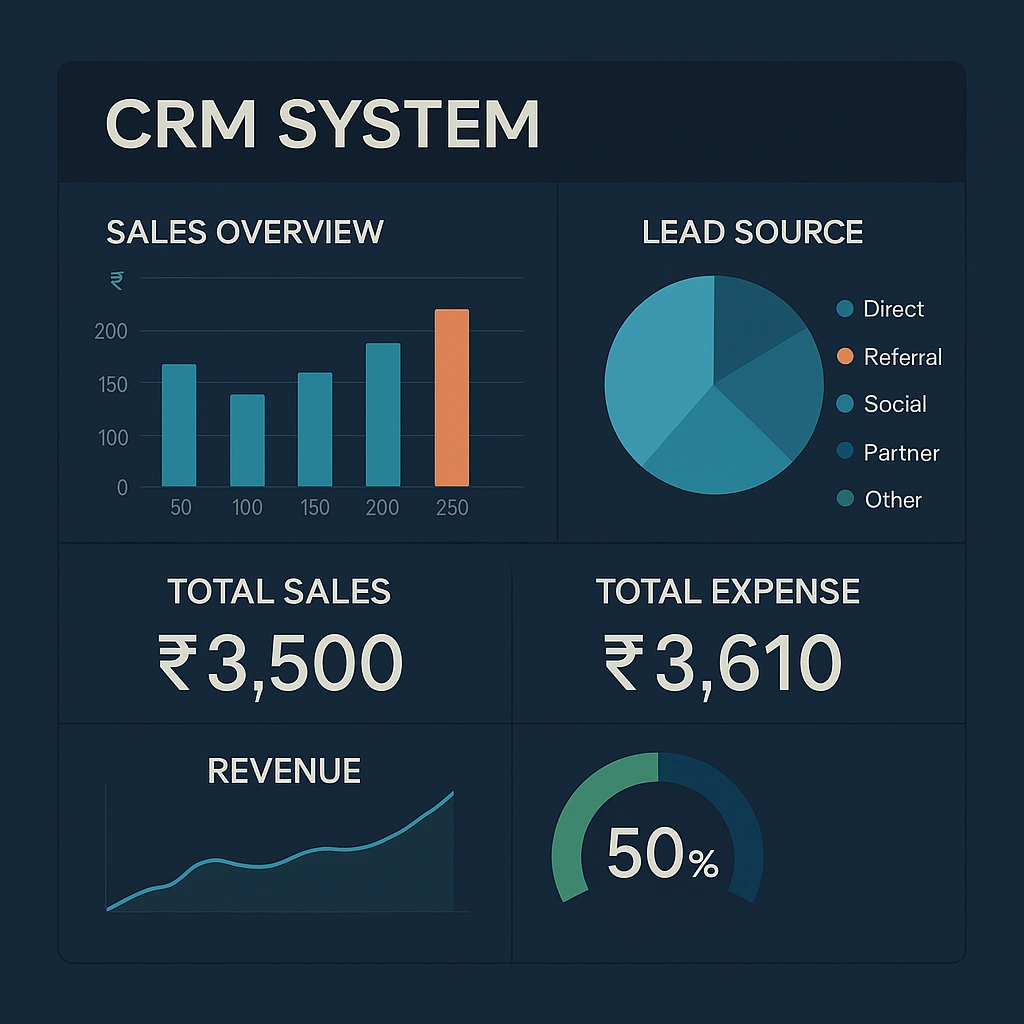 CRM SYSTEM
SALES OVERVIEW
₹
200
150
100
0
50 100 150 200 250
LEAD SOURCE
Direct
Referral
Social
Partner
Other
TOTAL SALES
₹3,500
TOTAL EXPENSE
₹3,610
REVENUE
50%